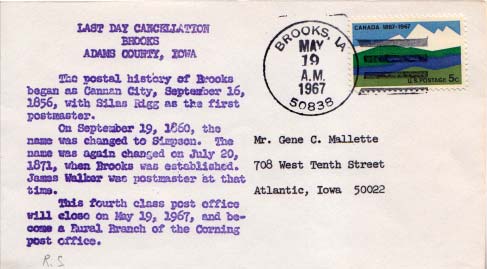 LAST DAY CANCELLATION
BROOKS
ADAMS COUNTY, IOWA
The postal history of Brooks
began as Cannan City, September 16,
1856, with Silas Rigg as the first
postmaster.
On September 19, 1860, the
name was changed to Simpson. The
name was again changed on July 20,
1871, when Brooks was established.
James Walker was postmaster at that
time.
This fourth class post office
will close on May 19, 1967, and be-
come a Rural Branch of the Corning
post office.
R.S
BROOKS, IA
MAY
19
A.M.
1967
50838
CANADA 1867-1967
U.S. POSTAGE 5c
Mr. Gene C. Mallette
708 West Tenth Street
Atlantic, Iowa 50022